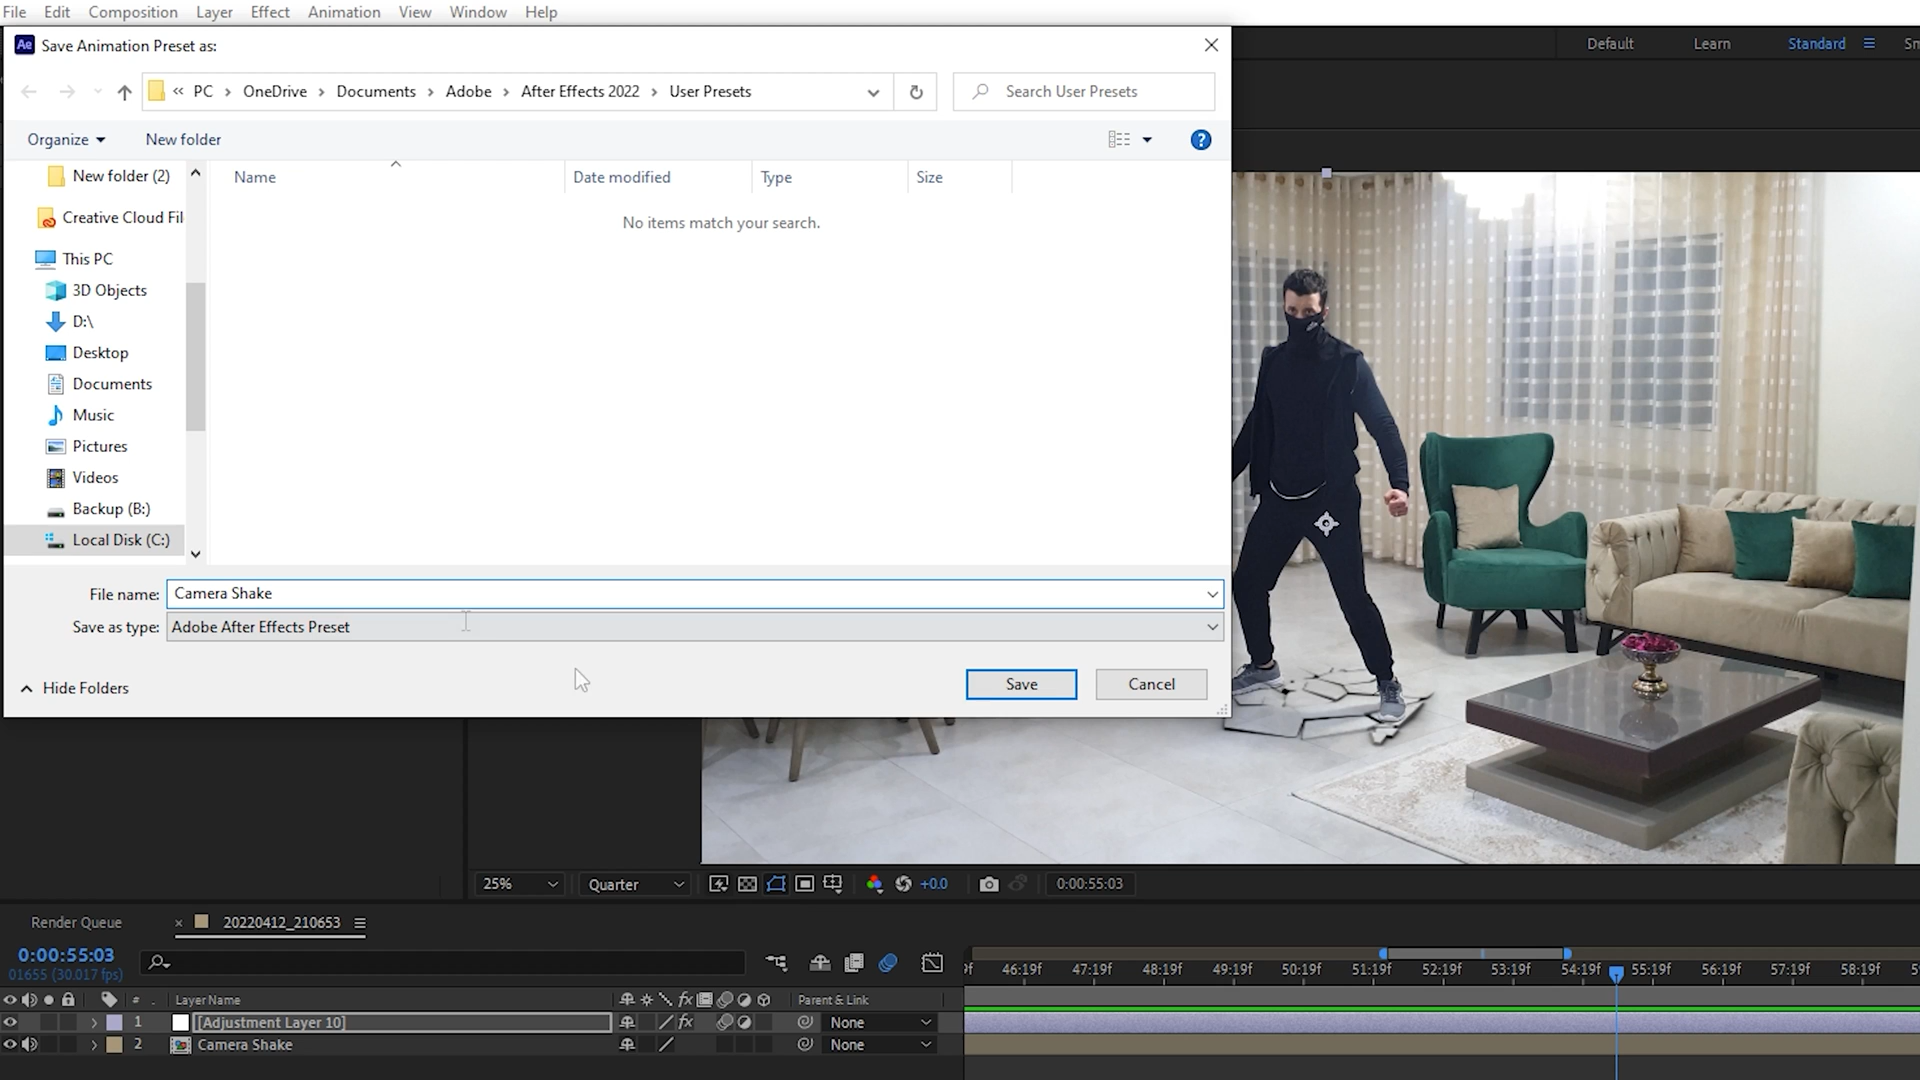 File Edit Composition Layer Effect Animation View Window Help
Ae Save Animation Preset as:
Default Learn Standard
« PC › OneDrive › Documents › Adobe › After Effects 2022 › User Presets
Search User Presets
Organize New folder
?
Name Date modified Type Size
No items match your search.
New folder (2)
Creative Cloud Fil
This PC
3D Objects
D:\
Desktop
Documents
Music
Pictures
Videos
Backup (B:)
Local Disk (C:)
File name: Camera Shake
Save as type: Adobe After Effects Preset
Hide Folders
Save Cancel
25% Quarter +0.0 0:00:55:03
Render Queue × 20220412_210653
0:00:55:03
01655 (30.017 fps)
46:19f 47:19f 48:19f 49:19f 50:19f 51:19f 52:19f 53:19f 54:19f 55:19f 56:19f 57:19f 58:19f
# Layer Name fx Parent & Link
1 [Adjustment Layer 10] fx None
2 Camera Shake None